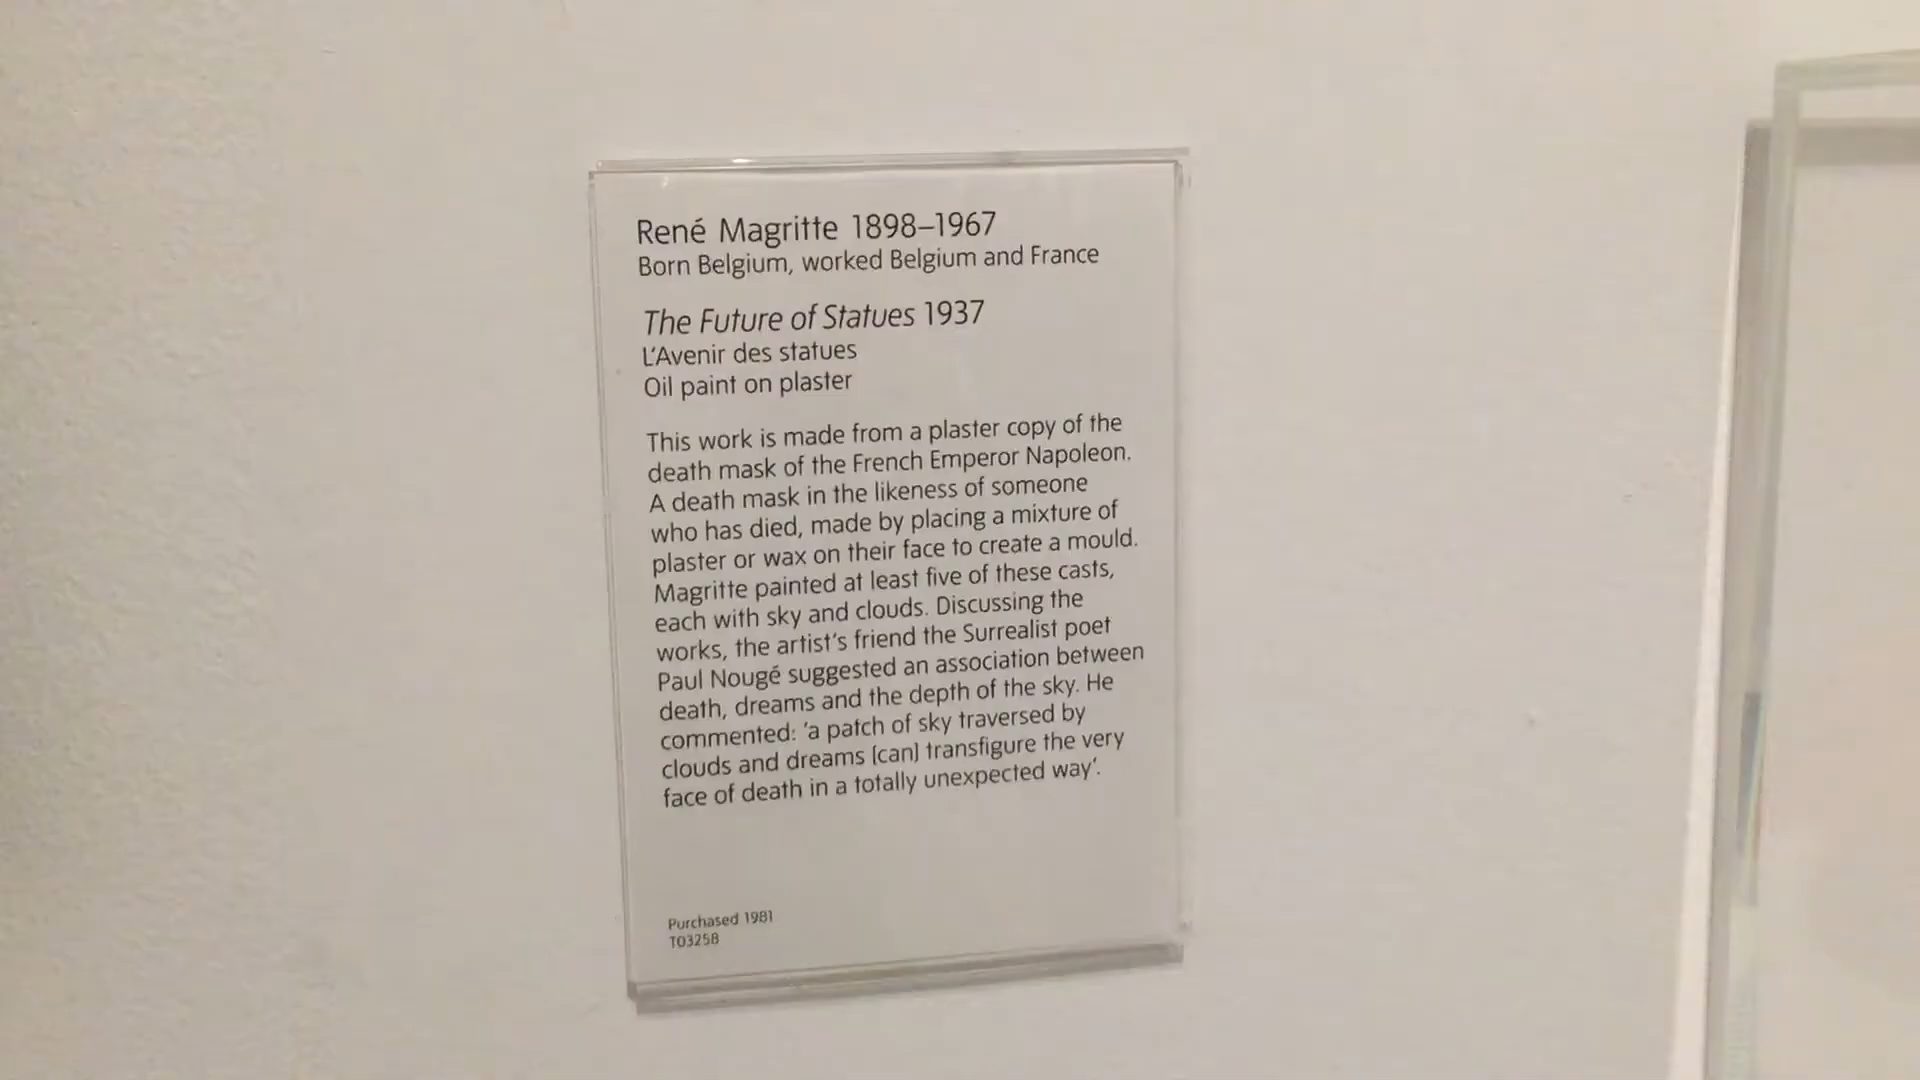 René Magritte 1898–1967
Born Belgium, worked Belgium and France
The Future of Statues 1937
L'Avenir des statues
Oil paint on plaster
This work is made from a plaster copy of the
death mask of the French Emperor Napoleon.
A death mask in the likeness of someone
who has died, made by placing a mixture of
plaster or wax on their face to create a mould.
Magritte painted at least five of these casts,
each with sky and clouds. Discussing the
works, the artist's friend the Surrealist poet
Paul Nougé suggested an association between
death, dreams and the depth of the sky. He
commented: 'a patch of sky traversed by
clouds and dreams [can] transfigure the very
face of death in a totally unexpected way'.
Purchased 1981
T03258